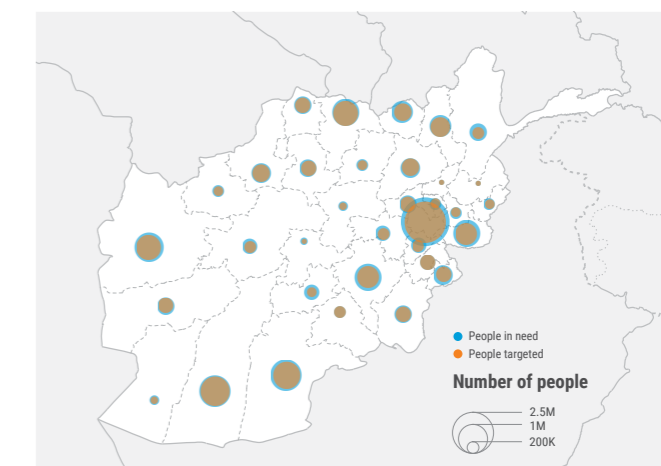 People in need
People targeted
Number of people
2.5M
1M
200K